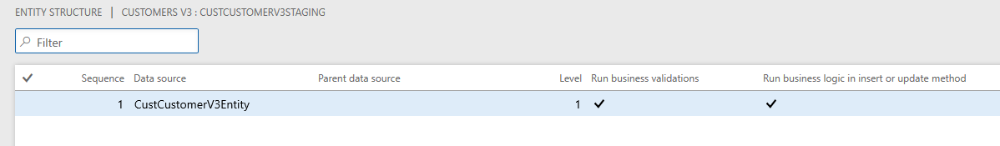 ENTITY STRUCTURE | CUSTOMERS V3 : CUSTCUSTOMERV3STAGING
Filter
Sequence Data source Parent data source Level Run business validations Run business logic in insert or update method
1 CustCustomerV3Entity 1